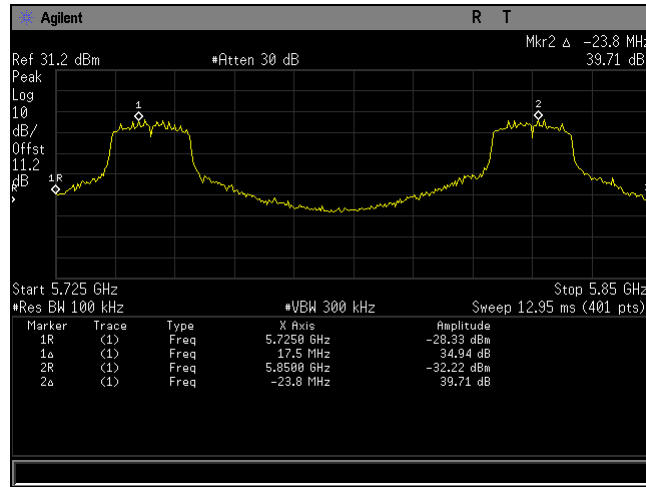 Agilent R T
Mkr2 Δ -23.8 MHz
Ref 31.2 dBm #Atten 30 dB 39.71 dB
Peak
Log
10
dB/
Offst
11.2
dB
1
2
1R
Start 5.725 GHz Stop 5.85 GHz
#Res BW 100 kHz #VBW 300 kHz Sweep 12.95 ms (401 pts)
Marker Trace Type X Axis Amplitude
1R (1) Freq 5.7250 GHz -28.33 dBm
1Δ (1) Freq 17.5 MHz 34.94 dB
2R (1) Freq 5.8500 GHz -32.22 dBm
2Δ (1) Freq -23.8 MHz 39.71 dB